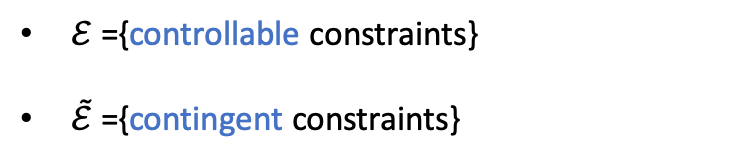 • ℰ ={controllable constraints}
• ℰ̃ ={contingent constraints}